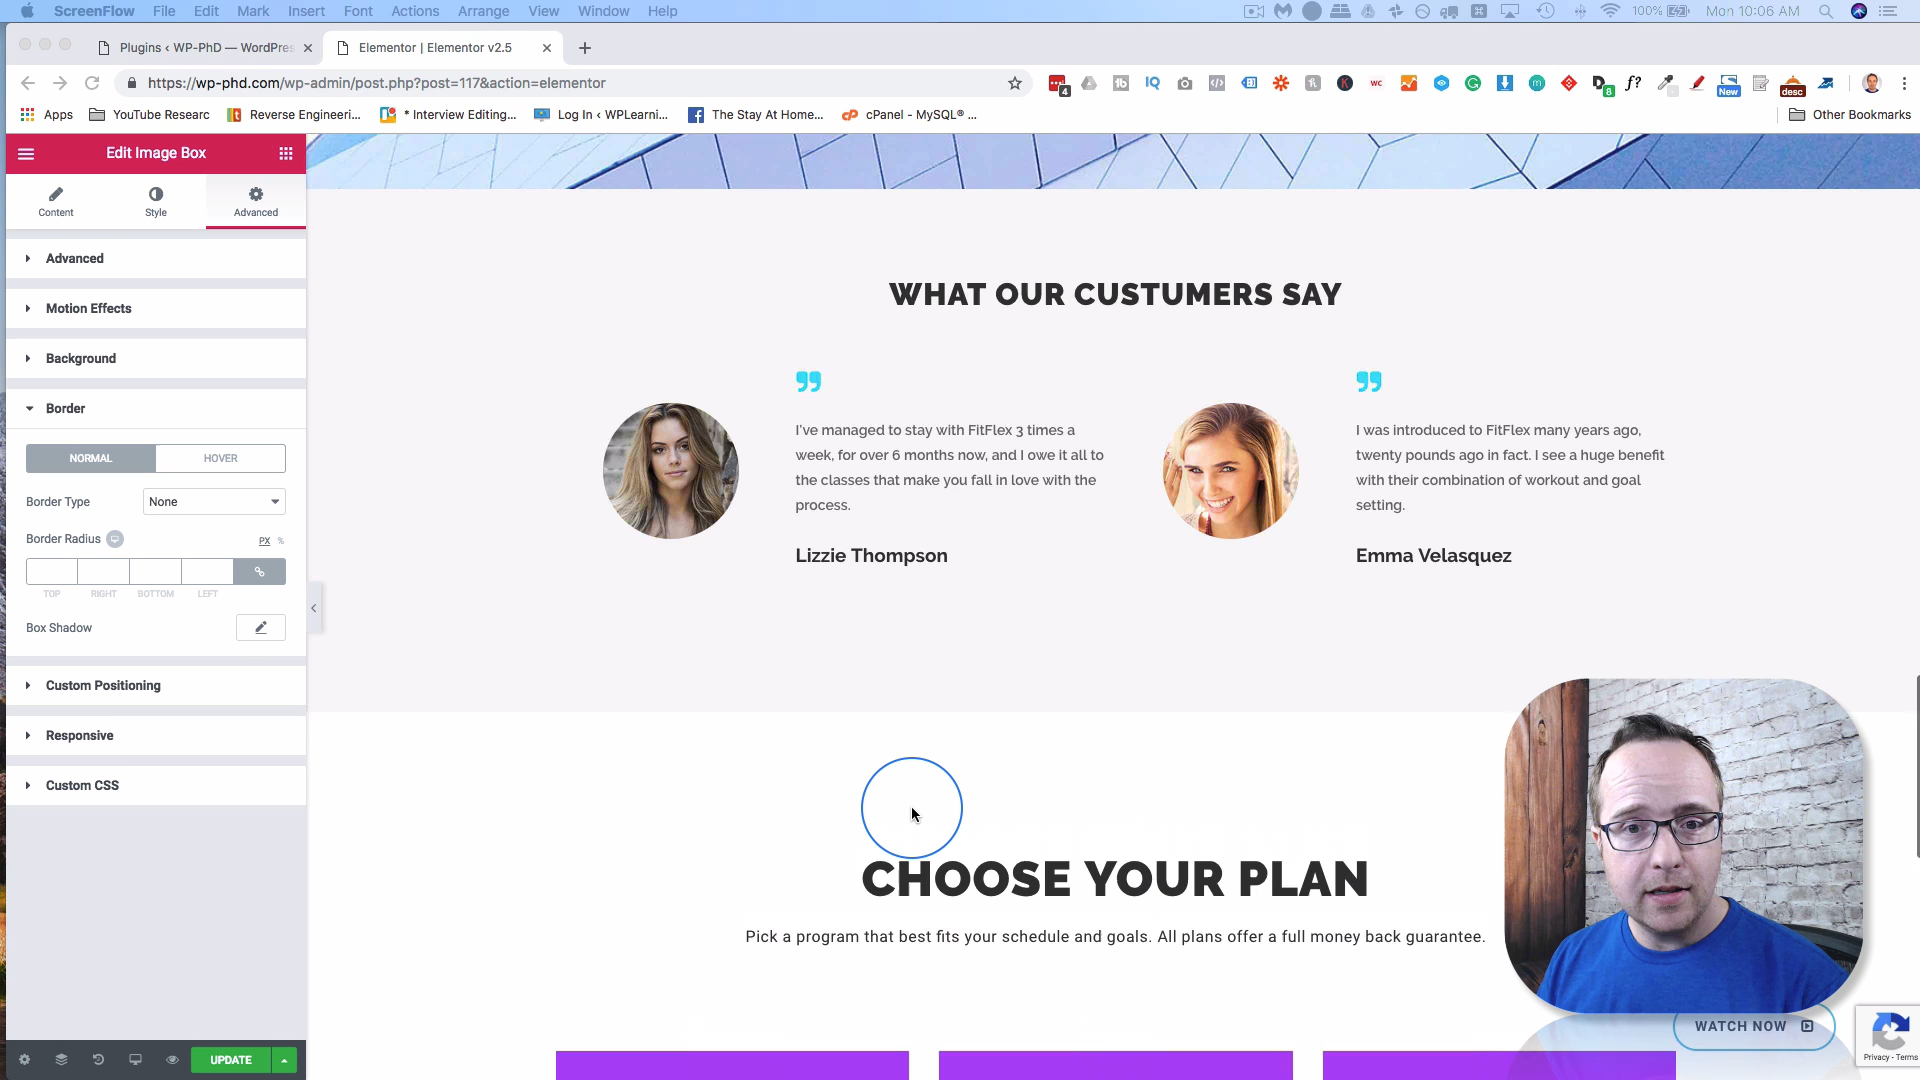 ScreenFlow File Edit Mark Insert Font Actions Arrange View Window Help 100% Mon 10:06 AM
Plugins ‹ WP-PhD — WordPres
Elementor | Elementor v2.5
https://wp-phd.com/wp-admin/post.php?post=117&action=elementor
4 IQ WC 8 f? New desc
Apps YouTube Researc Reverse Engineeri... * Interview Editing... Log In ‹ WPLearni... The Stay At Home... cPanel - MySQL® ... Other Bookmarks
Edit Image Box
Content Style Advanced
Advanced
Motion Effects
Background
Border
NORMAL HOVER
Border Type None
Border Radius PX %
TOP RIGHT BOTTOM LEFT
Box Shadow
Custom Positioning
Responsive
Custom CSS
UPDATE
WHAT OUR CUSTUMERS SAY
I've managed to stay with FitFlex 3 times a
week, for over 6 months now, and I owe it all to
the classes that make you fall in love with the
process.
Lizzie Thompson
I was introduced to FitFlex many years ago,
twenty pounds ago in fact. I see a huge benefit
with their combination of workout and goal
setting.
Emma Velasquez
CHOOSE YOUR PLAN
Pick a program that best fits your schedule and goals. All plans offer a full money back guarantee.
WATCH NOW
Privacy - Terms